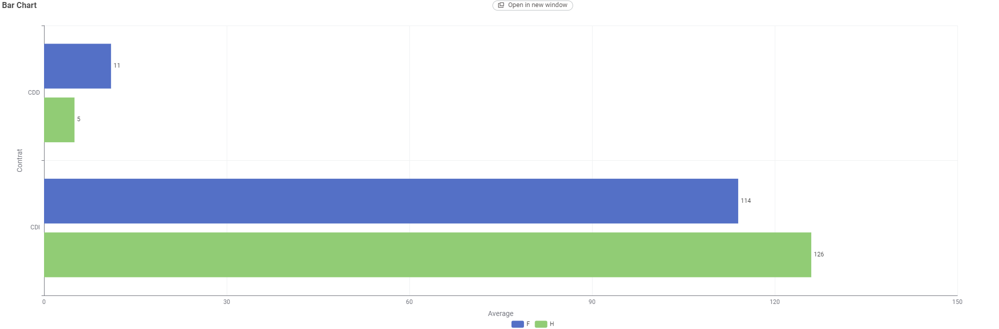 Bar Chart
Open in new window
11
CDD
5
Contrat
114
CDI
126
0 30 60 90 120 150
Average
F H